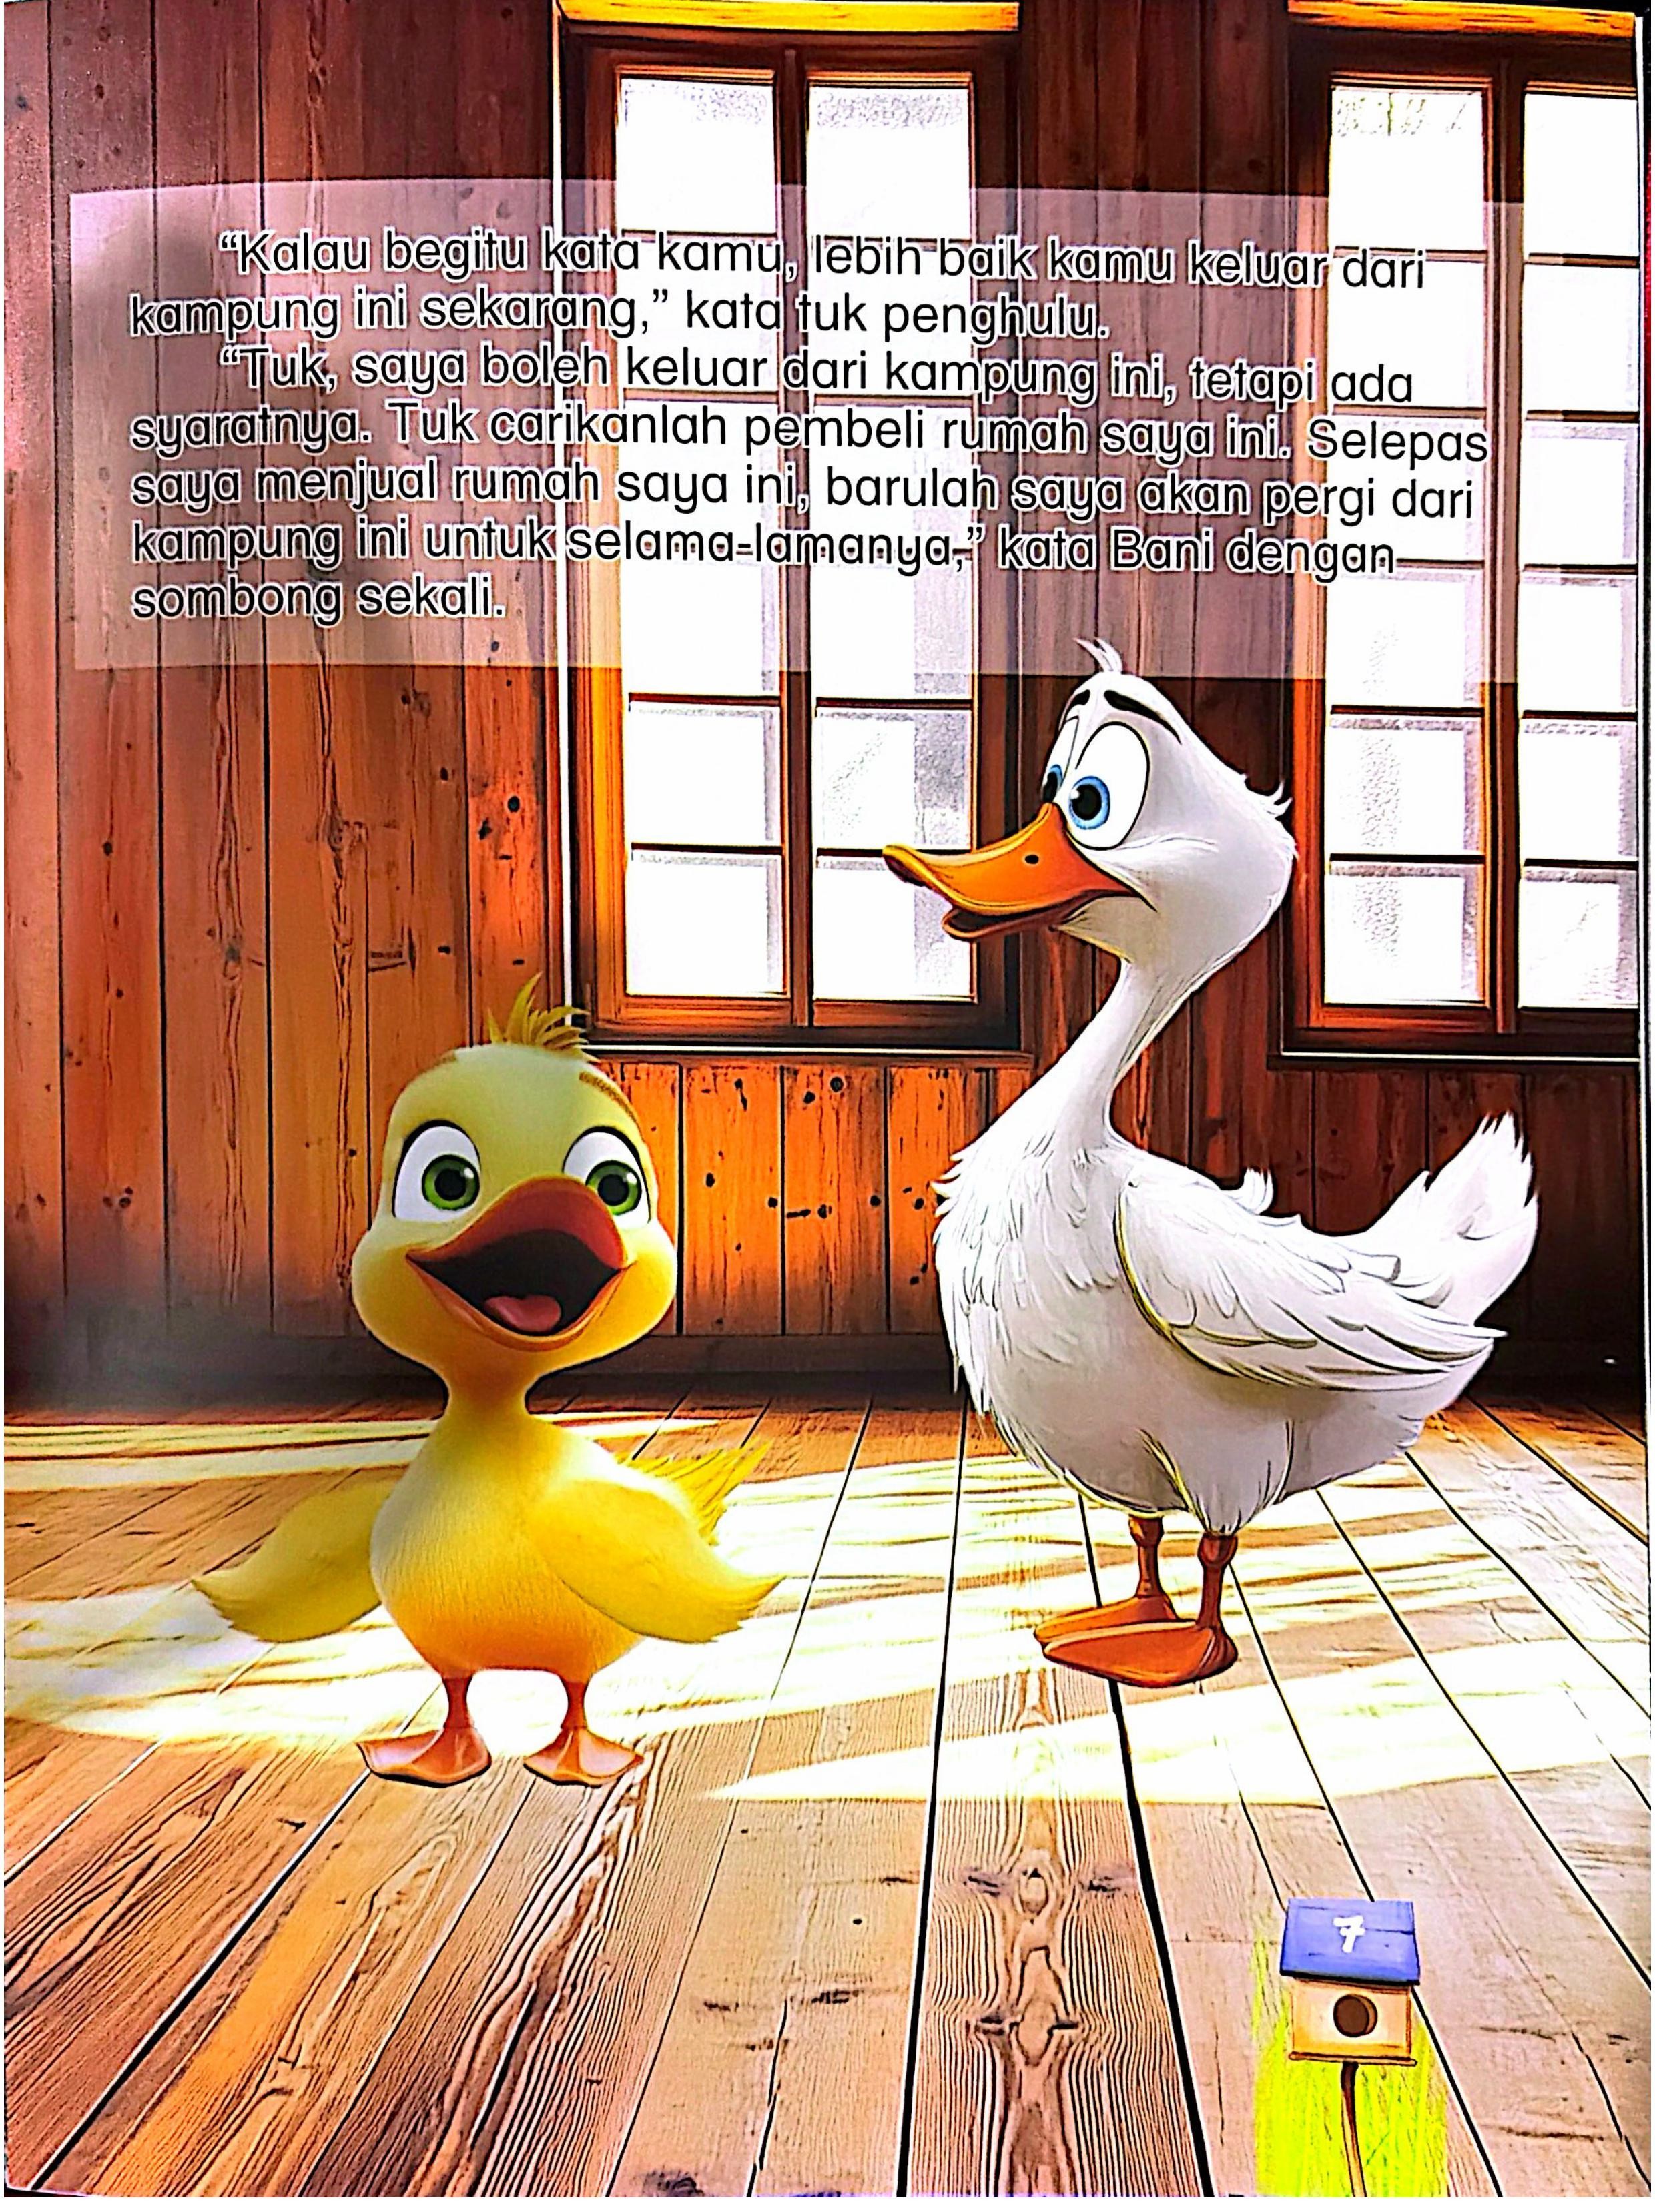 “Kalau begitu kata kamu, lebih baik kamu keluar dari
kampung ini sekarang,” kata tuk penghulu.
“Tuk, saya boleh keluar dari kampung ini, tetapi ada
syaratnya. Tuk carikanlah pembeli rumah saya ini. Selepas
saya menjual rumah saya ini, barulah saya akan pergi dari
kampung ini untuk selama-lamanya,” kata Bani dengan
sombong sekali.
7